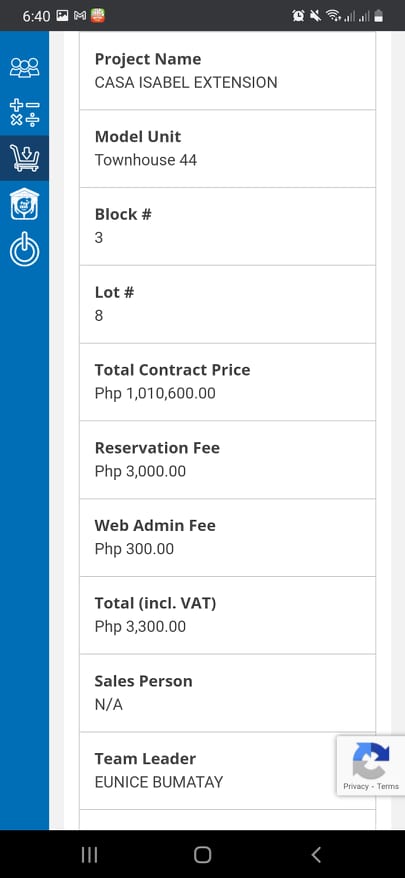 6:40
Project Name
CASA ISABEL EXTENSION
Model Unit
Townhouse 44
Block #
3
Lot #
8
Total Contract Price
Php 1,010,600.00
Reservation Fee
Php 3,000.00
Web Admin Fee
Php 300.00
Total (incl. VAT)
Php 3,300.00
Sales Person
N/A
Team Leader
EUNICE BUMATAY
Privacy - Terms